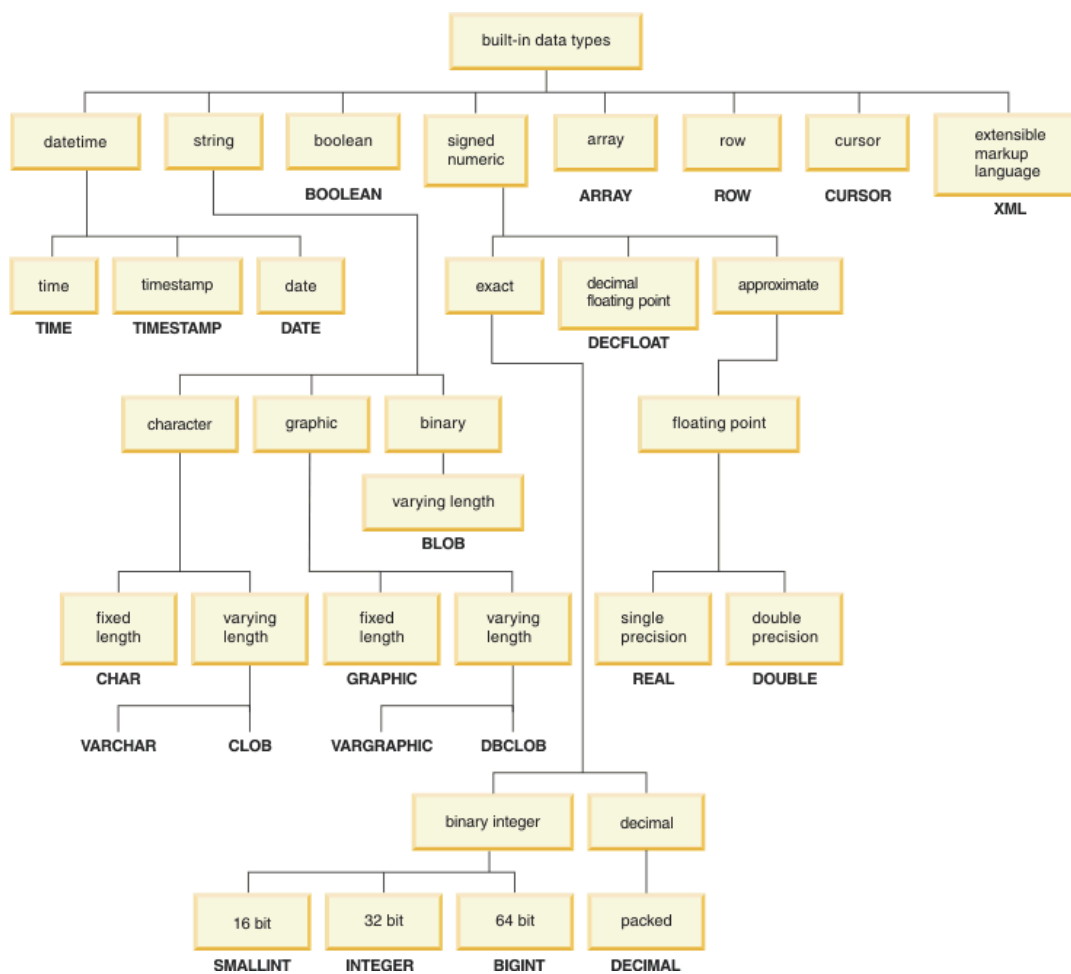 built-in data types
datetime
string
boolean
signed
numeric
array
row
cursor
extensible
markup
language
BOOLEAN
ARRAY
ROW
CURSOR
XML
time
timestamp
date
exact
decimal
floating point
approximate
TIME
TIMESTAMP
DATE
DECFLOAT
character
graphic
binary
floating point
varying length
BLOB
fixed
length
varying
length
fixed
length
varying
length
single
precision
double
precision
CHAR
GRAPHIC
REAL
DOUBLE
VARCHAR
CLOB
VARGRAPHIC
DBCLOB
binary integer
decimal
16 bit
32 bit
64 bit
packed
SMALLINT
INTEGER
BIGINT
DECIMAL